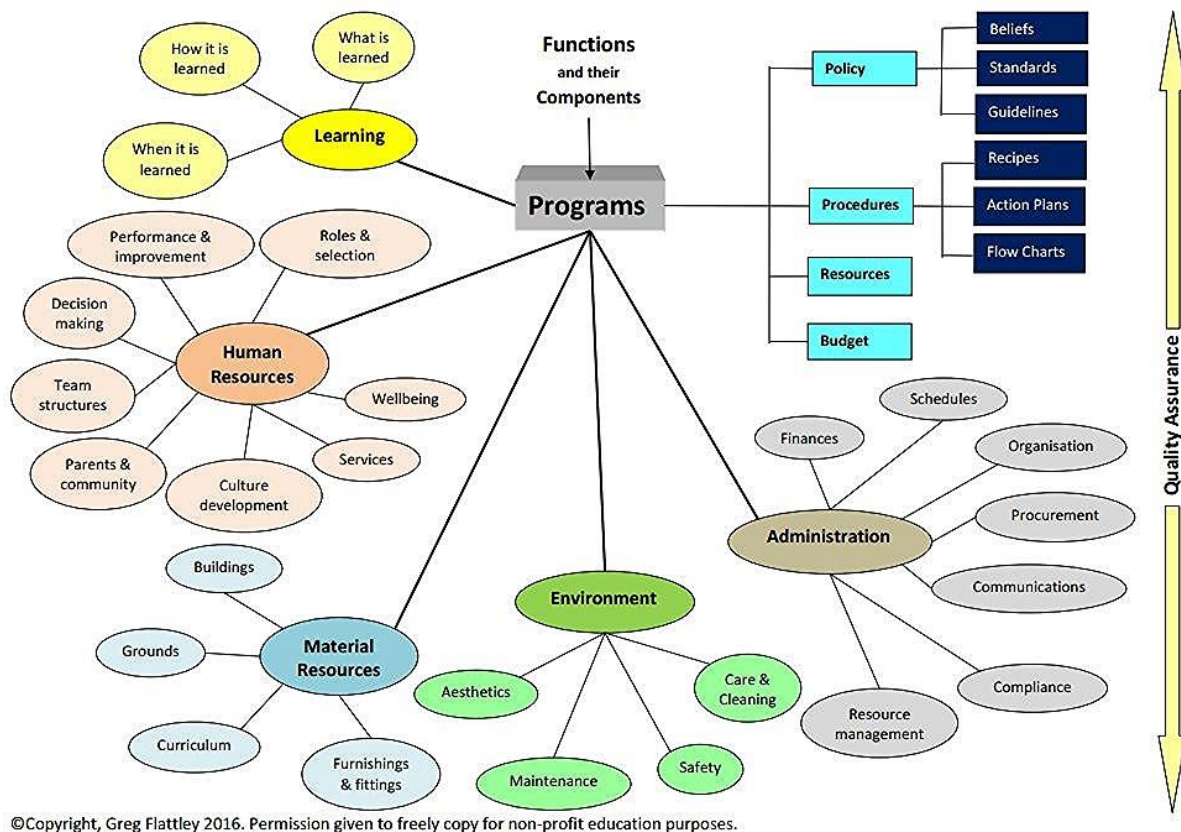 Functions
and their
Components
Programs
Learning
How it is
learned
What is
learned
When it is
learned
Human
Resources
Performance &
improvement
Roles &
selection
Decision
making
Team
structures
Parents &
community
Culture
development
Services
Wellbeing
Material
Resources
Buildings
Grounds
Curriculum
Furnishings
& fittings
Environment
Aesthetics
Maintenance
Safety
Care &
Cleaning
Administration
Finances
Schedules
Organisation
Procurement
Communications
Compliance
Resource
management
Policy
Beliefs
Standards
Guidelines
Procedures
Recipes
Action Plans
Flow Charts
Resources
Budget
Quality Assurance
©Copyright, Greg Flattley 2016. Permission given to freely copy for non-profit education purposes.